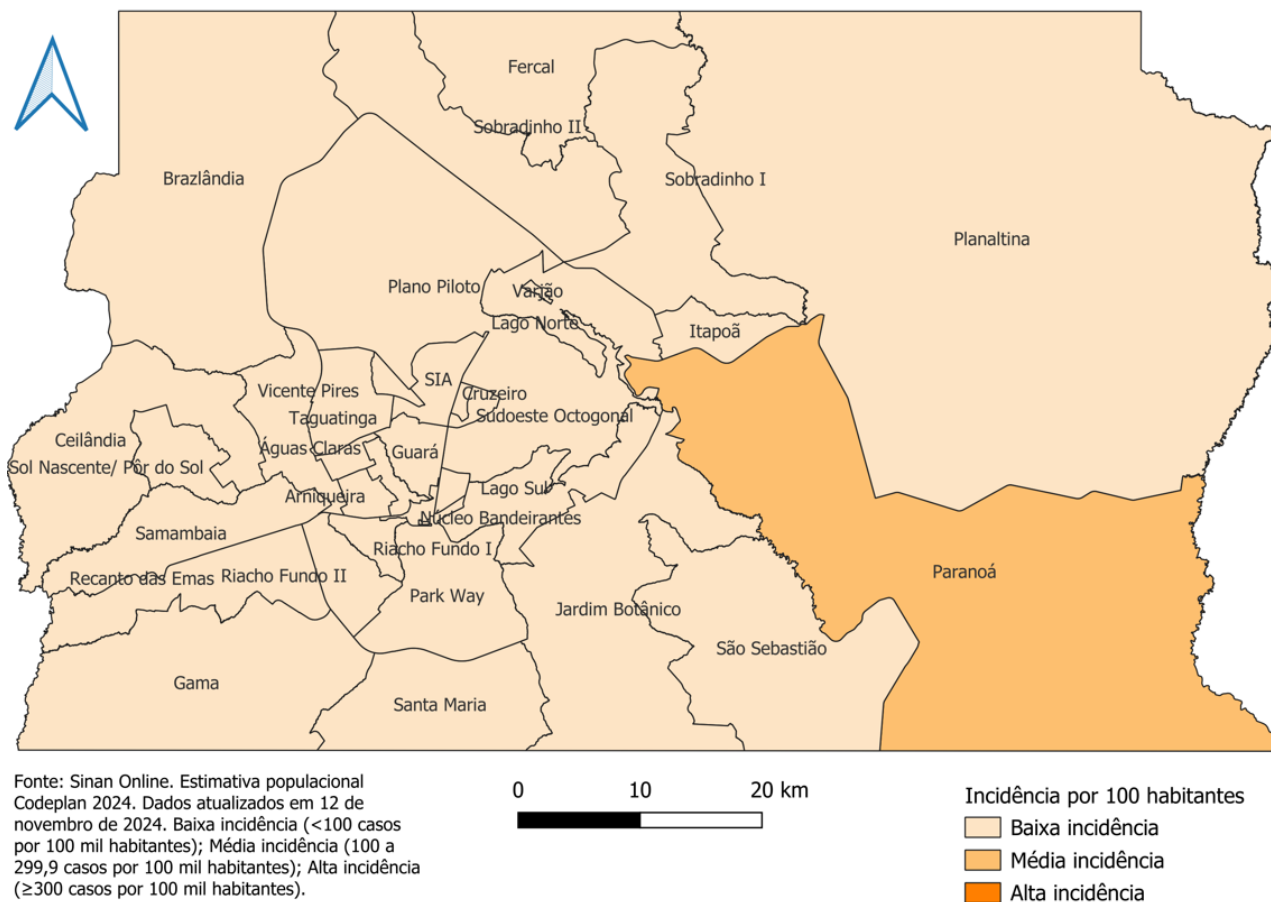 Fercal
Sobradinho II
Brazlândia
Sobradinho I
Planaltina
Plano Piloto
Varjão
Lago Norte
Itapoã
SIA
Vicente Pires
Cruzeiro
Taguatinga
Sudoeste Octogonal
Ceilândia
Águas Claras
Guará
Sol Nascente/ Pôr do Sol
Arniqueira
Lago Sul
Núcleo Bandeirantes
Samambaia
Riacho Fundo I
Recanto das Emas
Riacho Fundo II
Paranoá
Park Way
Jardim Botânico
São Sebastião
Gama
Santa Maria
Fonte: Sinan Online. Estimativa populacional
Codeplan 2024. Dados atualizados em 12 de
novembro de 2024. Baixa incidência (<100 casos
por 100 mil habitantes); Média incidência (100 a
299,9 casos por 100 mil habitantes); Alta incidência
(≥300 casos por 100 mil habitantes).
0 10 20 km
Incidência por 100 habitantes
Baixa incidência
Média incidência
Alta incidência